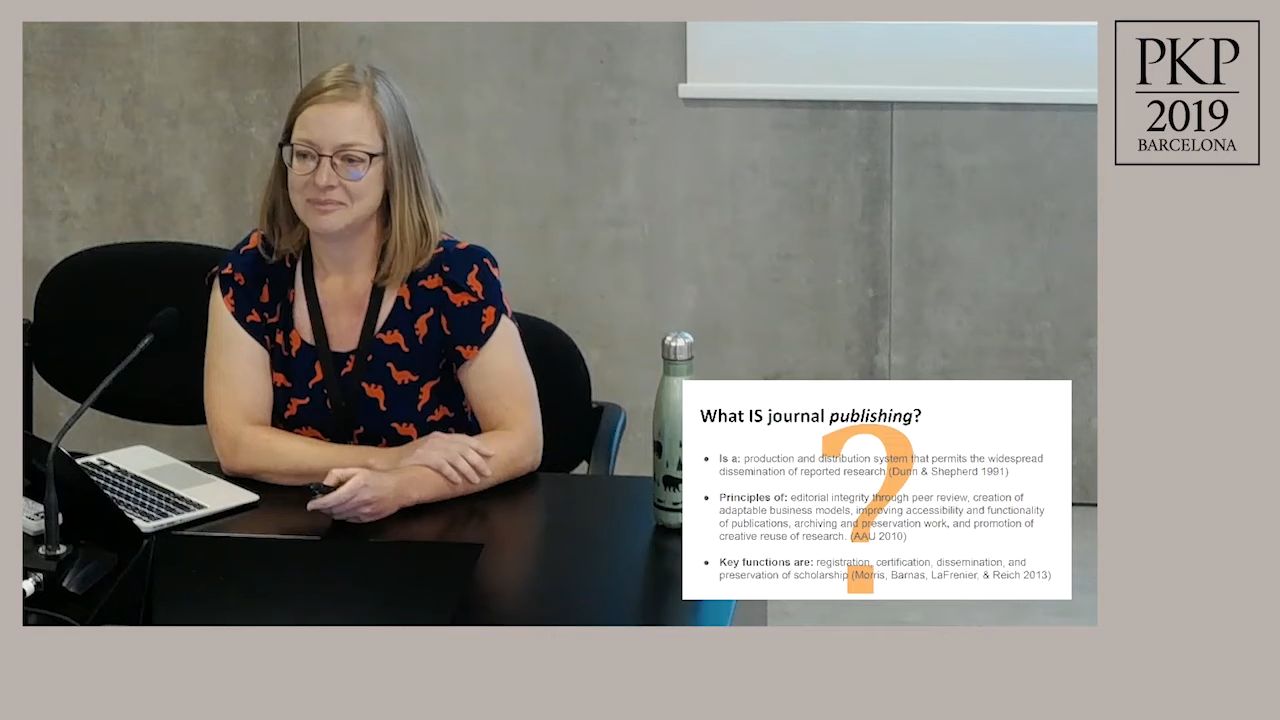 PKP
2019
BARCELONA
What IS journal publishing?
• Is a: production and distribution system that permits the widespread
dissemination of reported research (Dunn & Shepherd 1991)
• Principles of: editorial integrity through peer review, creation of
adaptable business models, improving accessibility and functionality
of publications, archiving and preservation work, and promotion of
creative reuse of research. (AAU 2010)
• Key functions are: registration, certification, dissemination, and
preservation of scholarship (Morris, Barnas, LaFrenier, & Reich 2013)
?